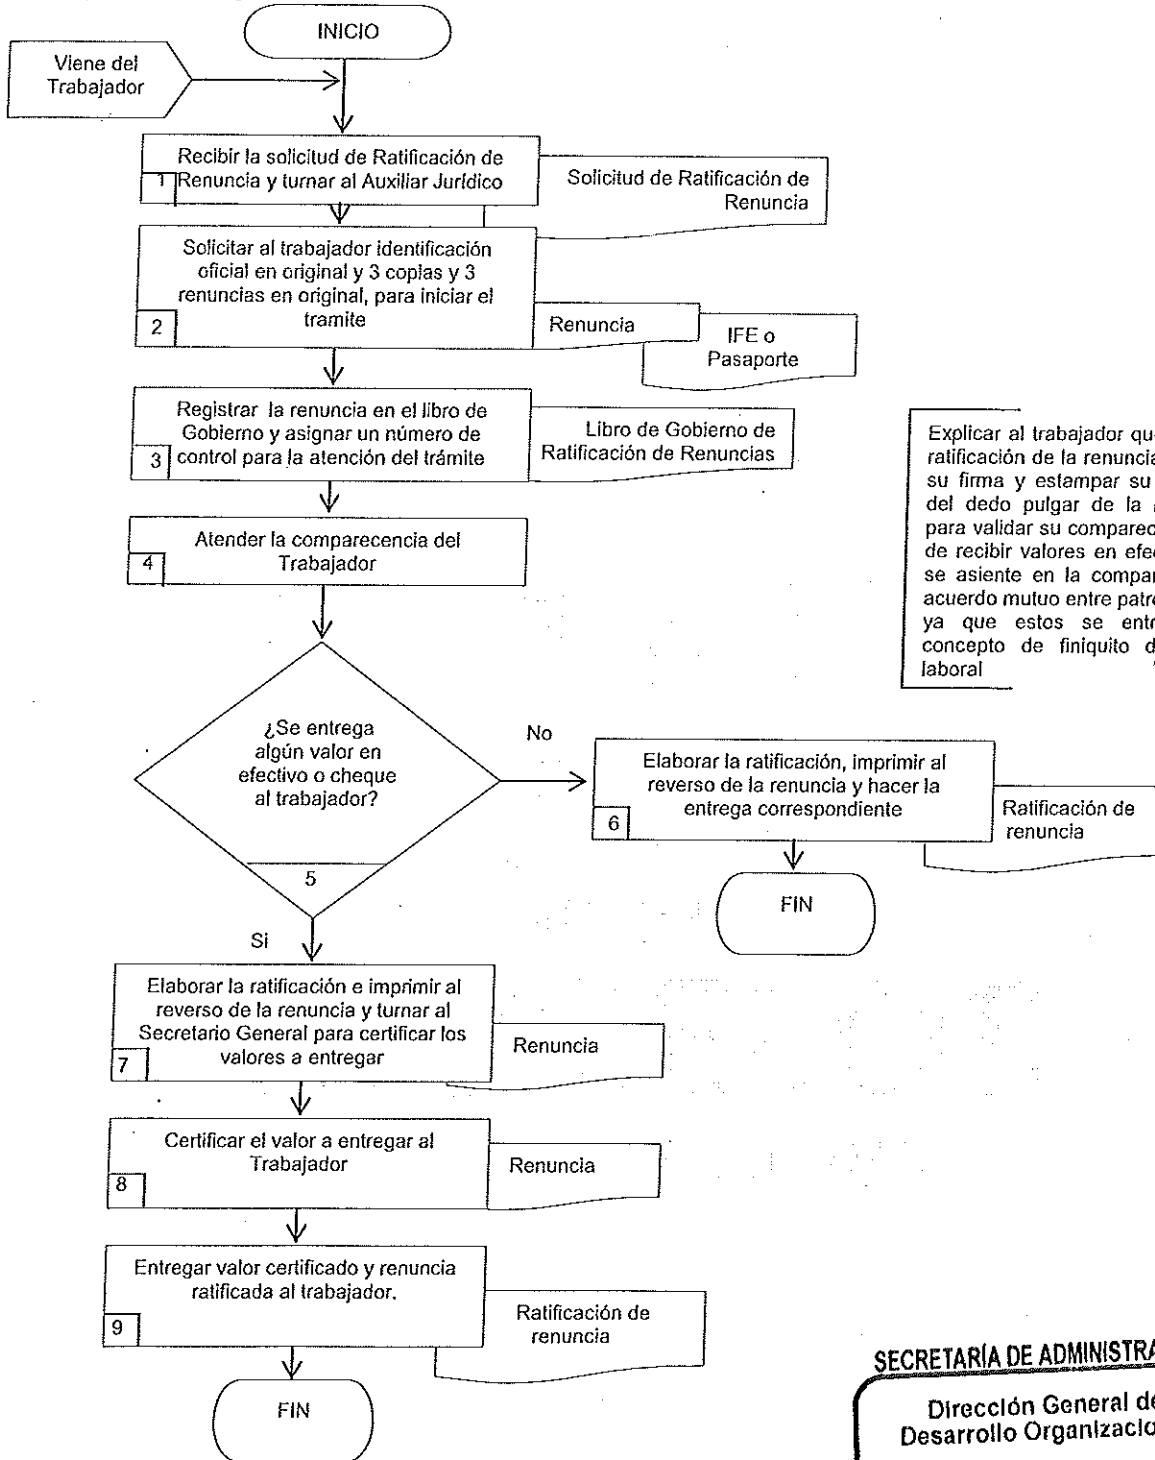 INICIO
Viene del
Trabajador
Recibir la solicitud de Ratificación de
1 Renuncia y turnar al Auxiliar Jurídico
Solicitud de Ratificación de
Renuncia
Solicitar al trabajador identificación
oficial en original y 3 copias y 3
renuncias en original, para iniciar el
tramite
2
Renuncia
IFE o
Pasaporte
Registrar la renuncia en el libro de
Gobierno y asignar un número de
3 control para la atención del trámite
Libro de Gobierno de
Ratificación de Renuncias
Explicar al trabajador
ratificación de la renuncia
su firma y estampar su
del dedo pulgar de la
para validar su
de recibir valores en
se asiente en la
acuerdo mutuo entre
ya que estos se
concepto de finiquito
laboral
Atender la comparecencia del
4 Trabajador
¿Se entrega
algún valor en
efectivo o cheque
al trabajador?
5
No
Elaborar la ratificación, imprimir al
reverso de la renuncia y hacer la
6 entrega correspondiente
Ratificación de
renuncia
FIN
Si
Elaborar la ratificación e imprimir al
reverso de la renuncia y turnar al
Secretario General para certificar los
7 valores a entregar
Renuncia
Certificar el valor a entregar al
Trabajador
8
Renuncia
Entregar valor certificado y renuncia
ratificada al trabajador.
9
Ratificación de
renuncia
FIN
SECRETARÍA DE
Dirección General
Desarrollo